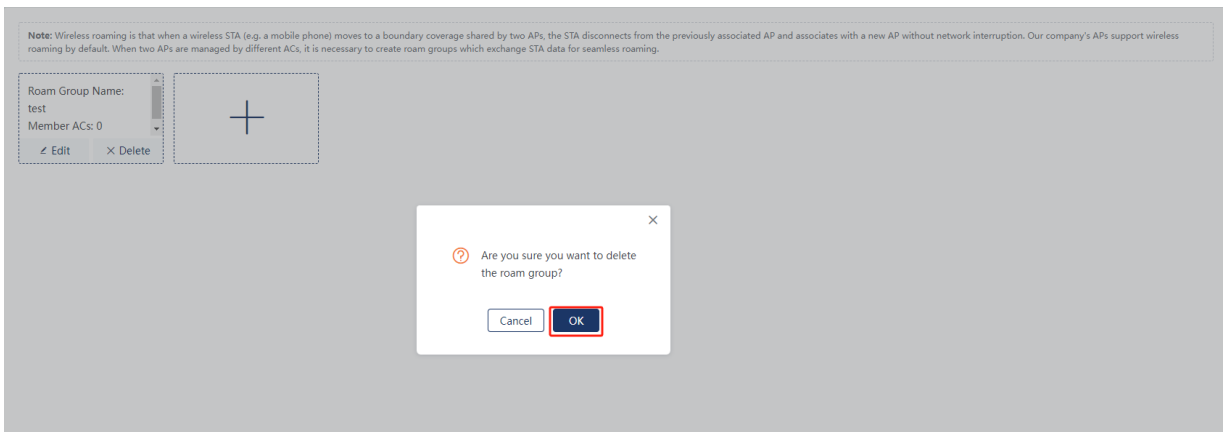 Note: Wireless roaming is that when a wireless STA (e.g. a mobile phone) moves to a boundary coverage shared by two APs, the STA disconnects from the previously associated AP and associates with a new AP without network interruption. Our company's APs support wireless
roaming by default. When two APs are managed by different ACs, it is necessary to create roam groups which exchange STA data for seamless roaming.
Roam Group Name:
test
Member ACs: 0
Edit
Delete
Are you sure you want to delete
the roam group?
Cancel
OK